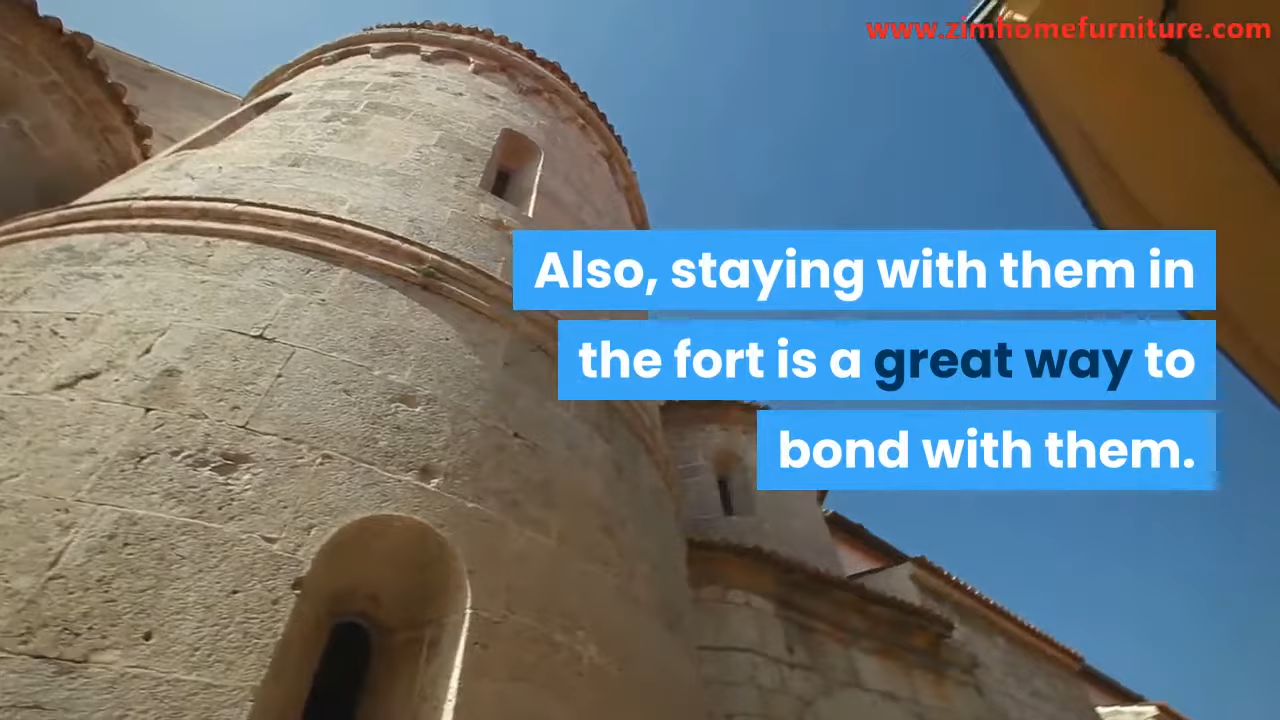 www.zimhomefurniture.com
Also, staying with them in
the fort is a great way to
bond with them.